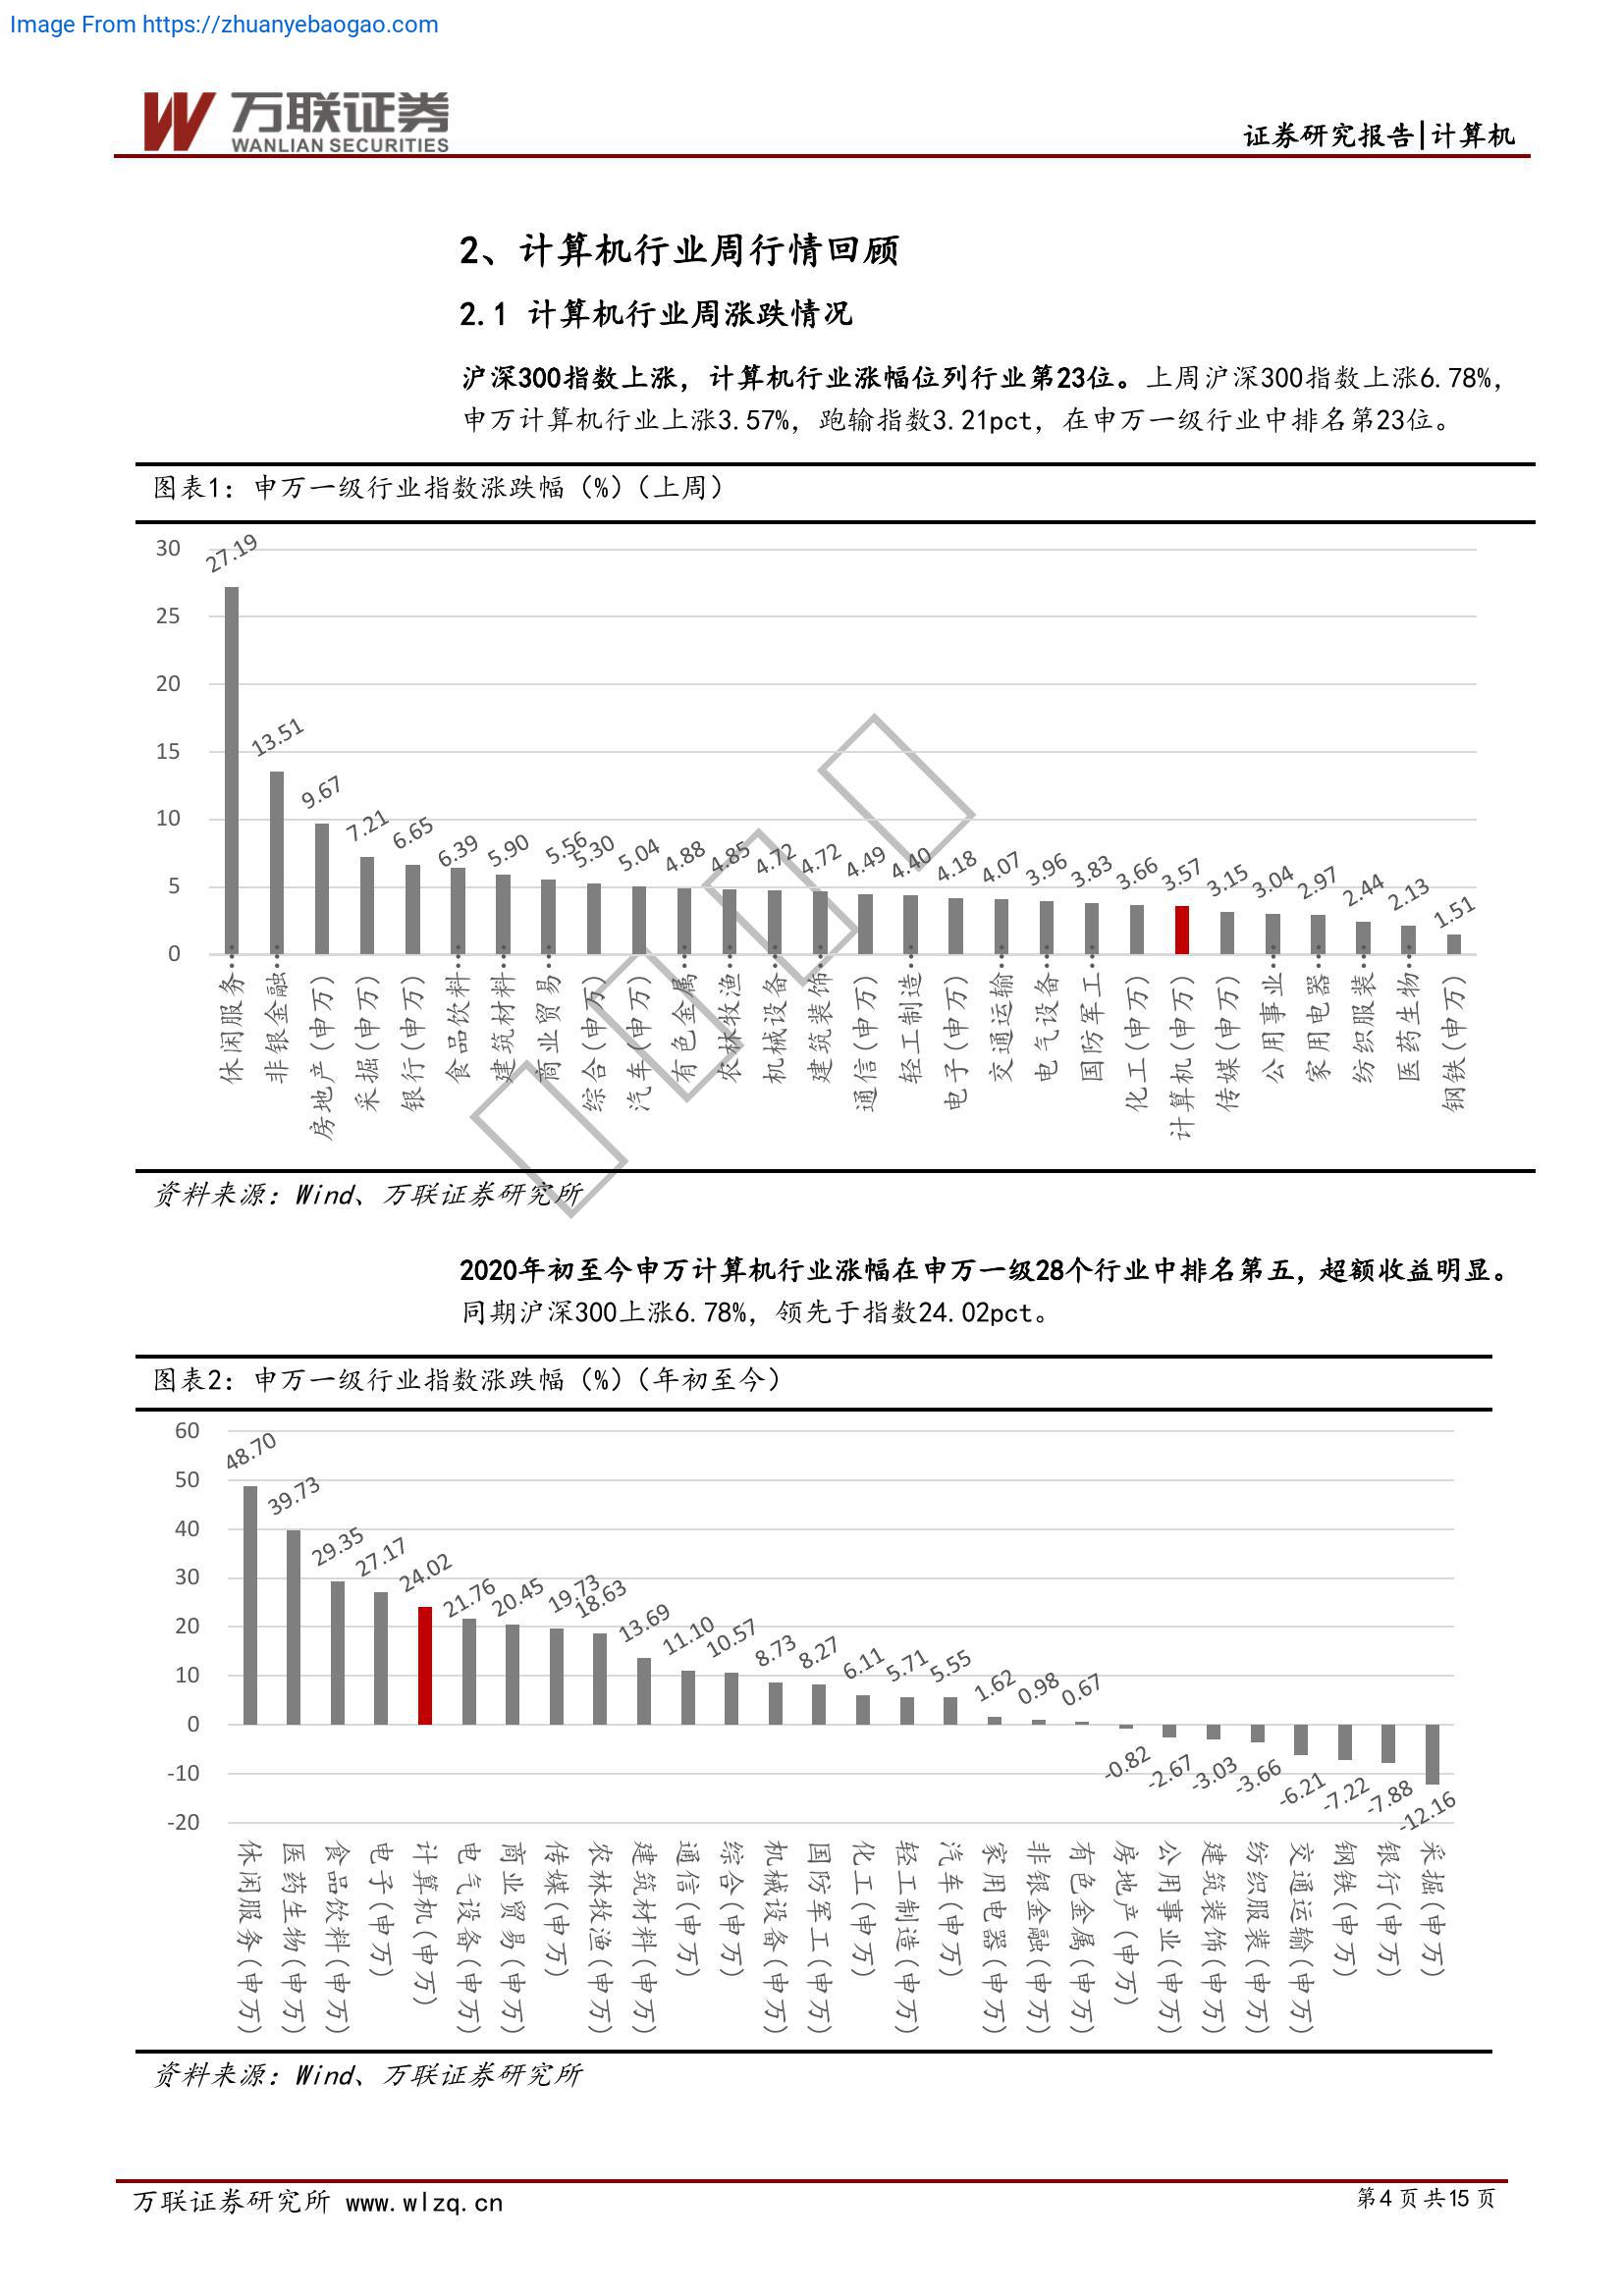 Image From https://zhuanyebaogao.com
万联证券
WANLIAN SECURITIES
证券研究报告|计算机
2、计算机行业周行情回顾
2.1 计算机行业周涨跌情况
沪深300指数上涨，计算机行业涨幅位列行业第23位。上周沪深300指数上涨6.78%，
申万计算机行业上涨3.57%，跑输指数3.21pct，在申万一级行业中排名第23位。
图表1：申万一级行业指数涨跌幅（%）（上周）
30
25
20
15
10
5
0
27.19
13.51
9.67
7.21
6.65
6.39
5.90
5.56
5.30
5.04
4.88
4.85
4.72
4.72
4.49
4.40
4.18
4.07
3.96
3.83
3.66
3.57
3.15
3.04
2.97
2.44
2.13
1.51
休闲服务…
非银金融…
房地产(申万)
采掘(申万)
银行(申万)
食品饮料…
建筑材料…
商业贸易…
综合(申万)
汽车(申万)
有色金属…
农林牧渔…
机械设备…
建筑装饰…
通信(申万)
轻工制造…
电子(申万)
交通运输…
电气设备…
国防军工…
化工(申万)
计算机(申万)
传媒(申万)
公用事业…
家用电器…
纺织服装…
医药生物…
钢铁(申万)
资料来源：Wind、万联证券研究所
2020年初至今申万计算机行业涨幅在申万一级28个行业中排名第五，超额收益明显。
同期沪深300上涨6.78%，领先于指数24.02pct。
图表2：申万一级行业指数涨跌幅（%）（年初至今）
60
50
40
30
20
10
0
-10
-20
48.70
39.73
29.35
27.17
24.02
21.76
20.45
19.73
18.63
13.69
11.10
10.57
8.73
8.27
6.11
5.71
5.55
1.62
0.98
0.67
-0.82
-2.67
-3.03
-3.66
-6.21
-7.22
-7.88
-12.16
休闲服务(申万)
医药生物(申万)
食品饮料(申万)
电子(申万)
计算机(申万)
电气设备(申万)
商业贸易(申万)
传媒(申万)
农林牧渔(申万)
建筑材料(申万)
通信(申万)
综合(申万)
机械设备(申万)
国防军工(申万)
化工(申万)
轻工制造(申万)
汽车(申万)
家用电器(申万)
非银金融(申万)
有色金属(申万)
房地产(申万)
公用事业(申万)
建筑装饰(申万)
纺织服装(申万)
交通运输(申万)
钢铁(申万)
银行(申万)
采掘(申万)
资料来源：Wind、万联证券研究所
万联证券研究所 www.wlzq.cn
第4页共15页